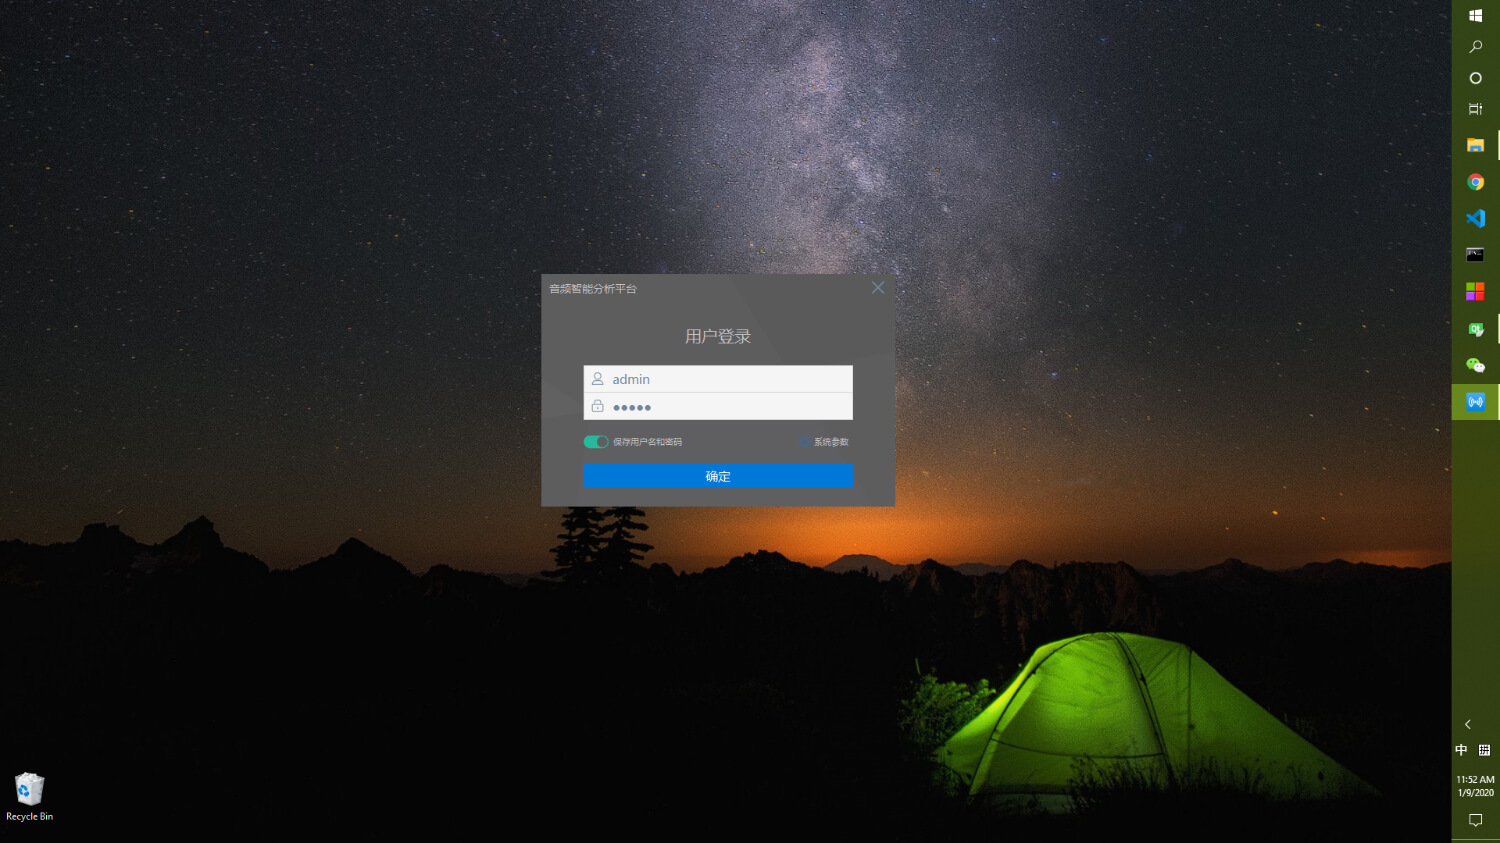 音频智能分析平台
用户登录
admin
●●●●●
保存用户名和密码
系统参数
确定
Recycle Bin
中
拼
11:52 AM
1/9/2020